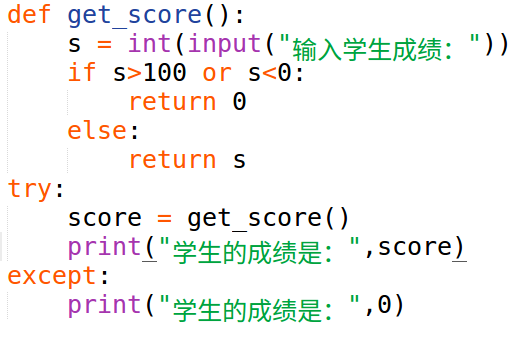 def get_score():
    s = int(input("输入学生成绩："))
    if s>100 or s<0:
        return 0
    else:
        return s
try:
    score = get_score()
    print("学生的成绩是：",score)
except:
    print("学生的成绩是：",0)